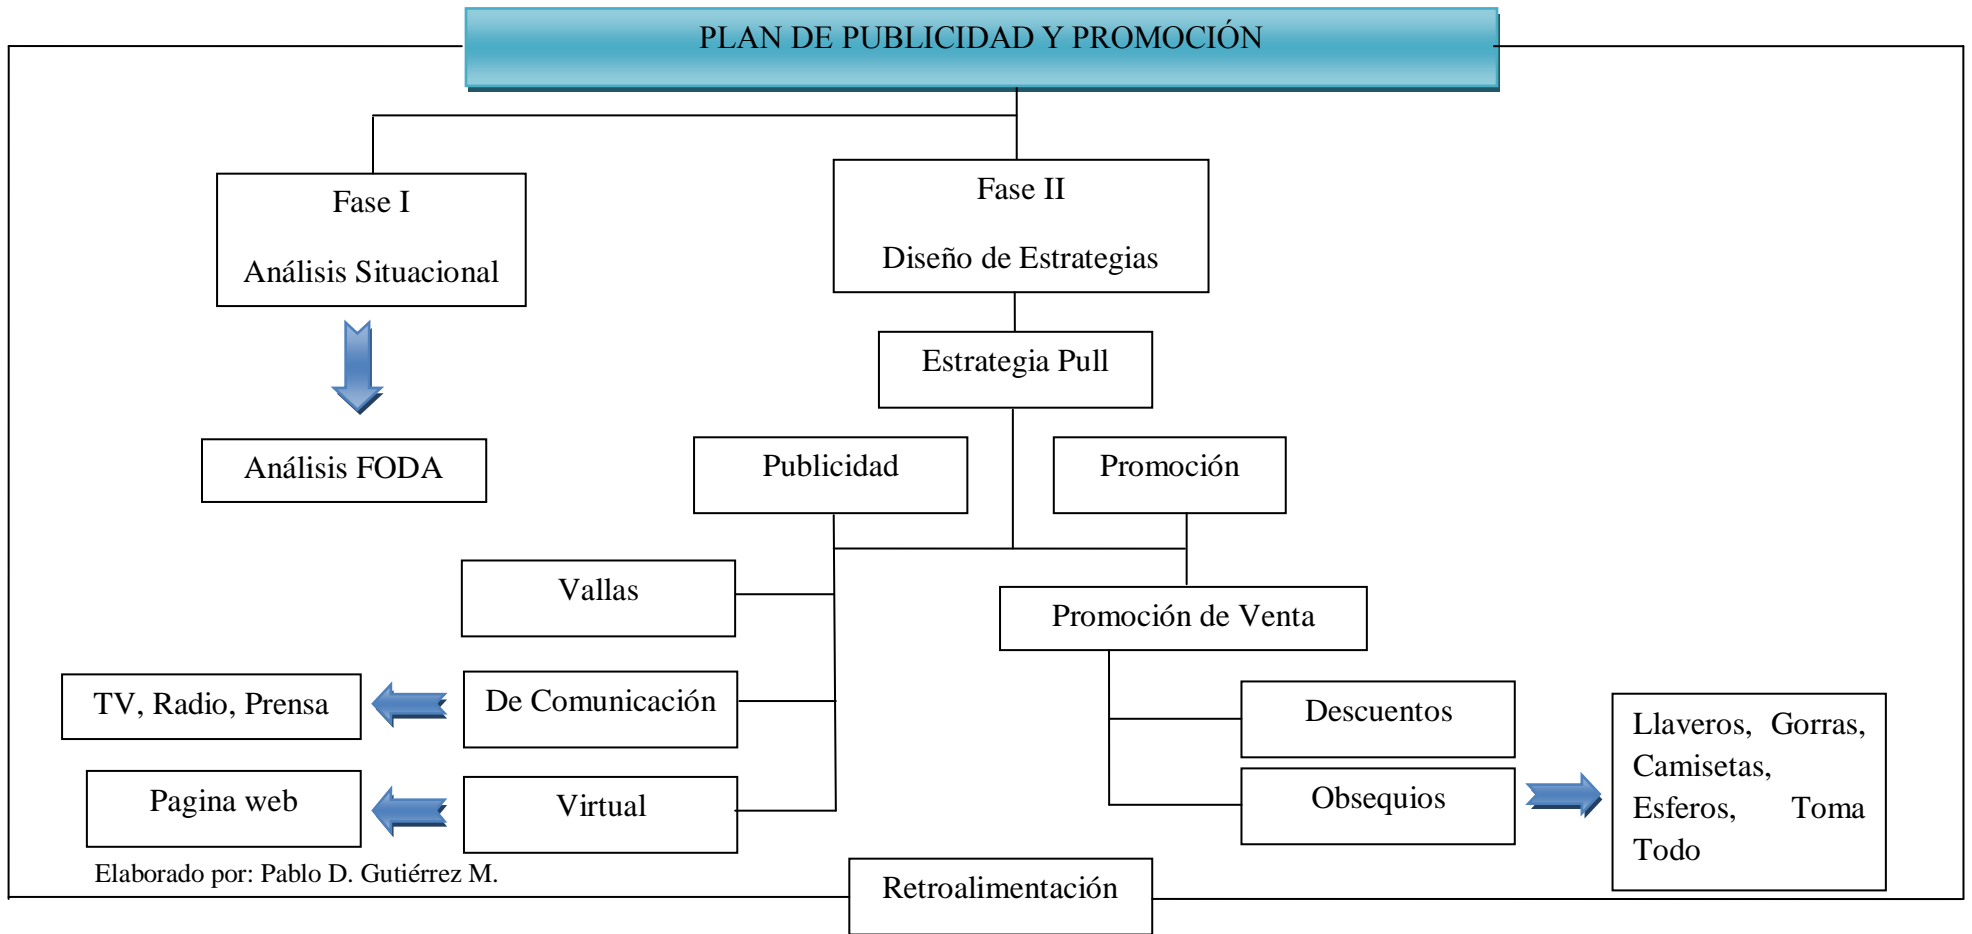 PLAN DE PUBLICIDAD Y PROMOCIÓN
Fase I
Análisis Situacional
Fase II
Diseño de Estrategias
Estrategia Pull
Análisis FODA
Publicidad
Promoción
Vallas
Promoción de Venta
TV, Radio, Prensa
De Comunicación
Descuentos
Llaveros, Gorras,
Camisetas,
Esferos, Toma
Todo
Pagina web
Virtual
Obsequios
Elaborado por: Pablo D. Gutiérrez M.
Retroalimentación